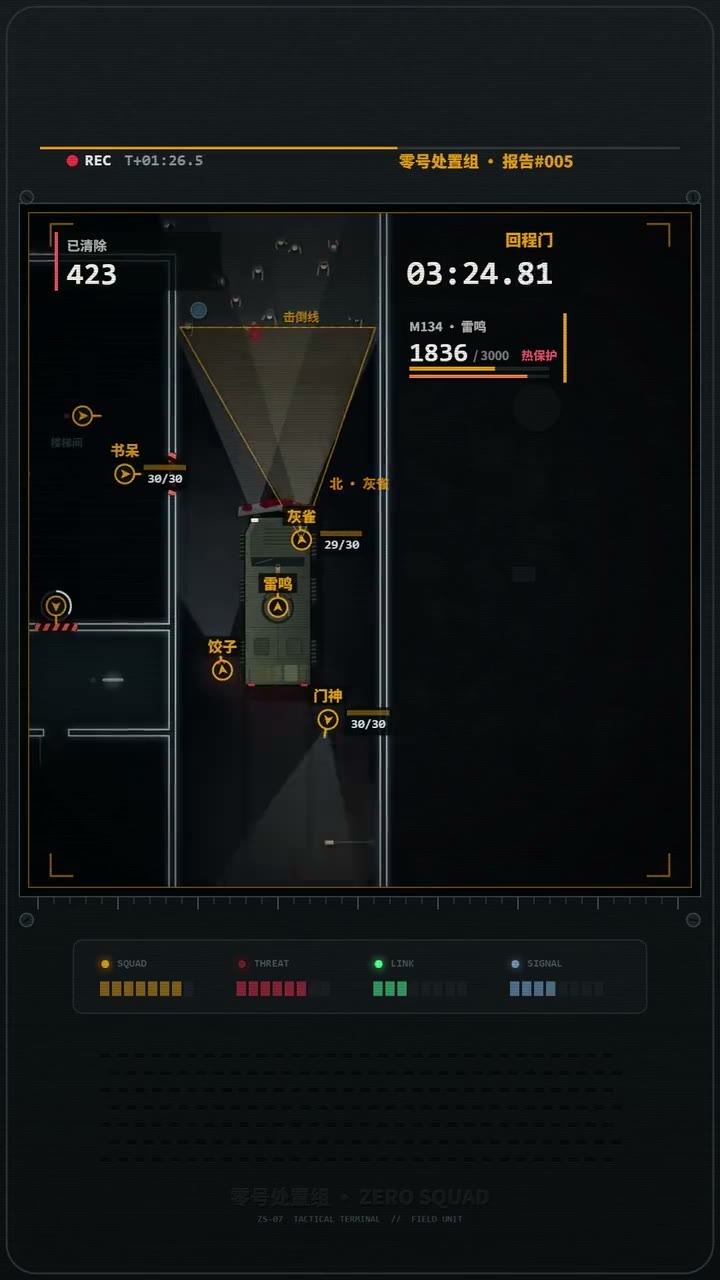 REC T+01:26.5
零号处置组 • 报告#005
已清除
423
回程门
03:24.81
击倒线
M134 • 雷鸣
1836 / 3000 热保护
楼梯间
书呆
30/30
北 • 灰雀
灰雀
29/30
雷鸣
饺子
门神
30/30
SQUAD
THREAT
LINK
SIGNAL
零号处置组 • ZERO SQUAD
ZS-07 TACTICAL TERMINAL // FIELD UNIT